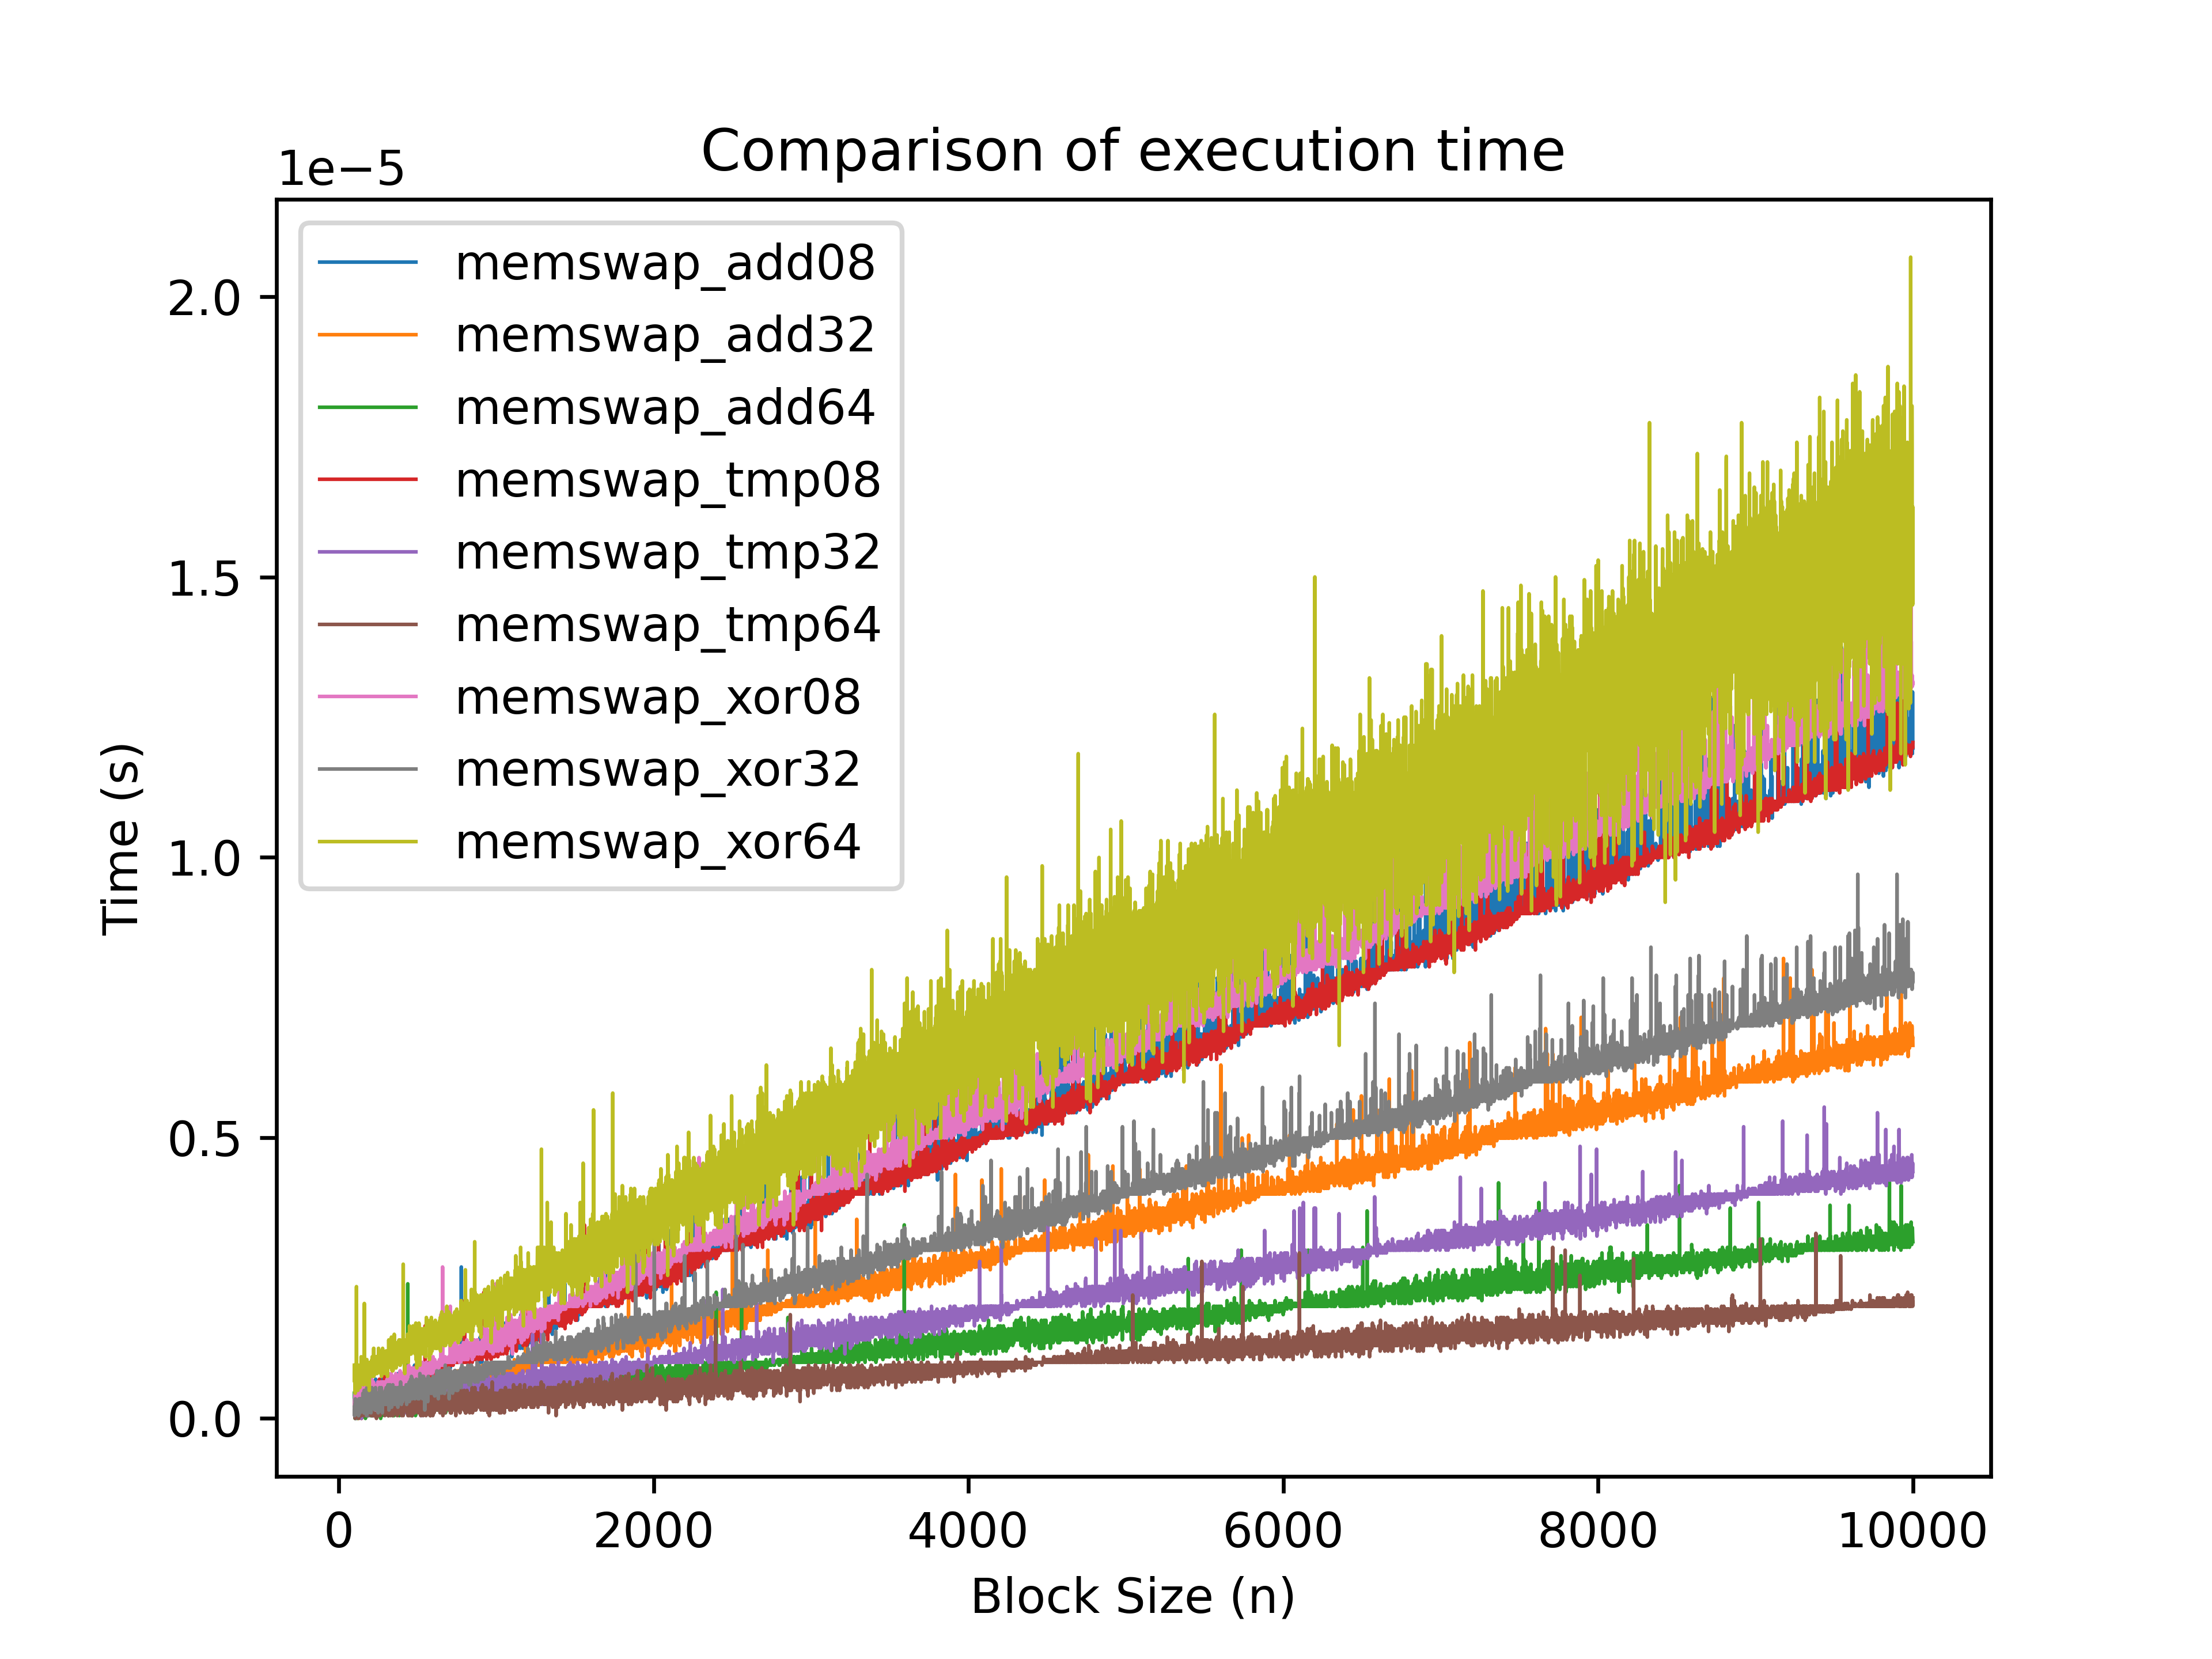 Comparison of execution time
1e−5
memswap_add08
memswap_add32
memswap_add64
memswap_tmp08
memswap_tmp32
memswap_tmp64
memswap_xor08
memswap_xor32
memswap_xor64
2.0
1.5
1.0
0.5
0.0
Time (s)
0 2000 4000 6000 8000 10000
Block Size (n)